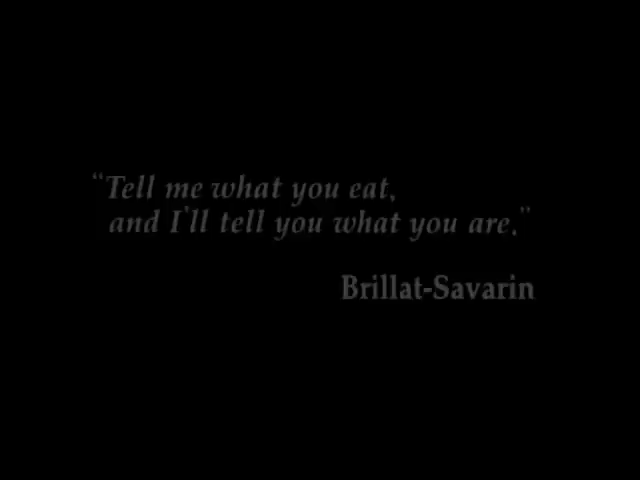 “Tell me what you eat,
and I'll tell you what you are.”
Brillat-Savarin